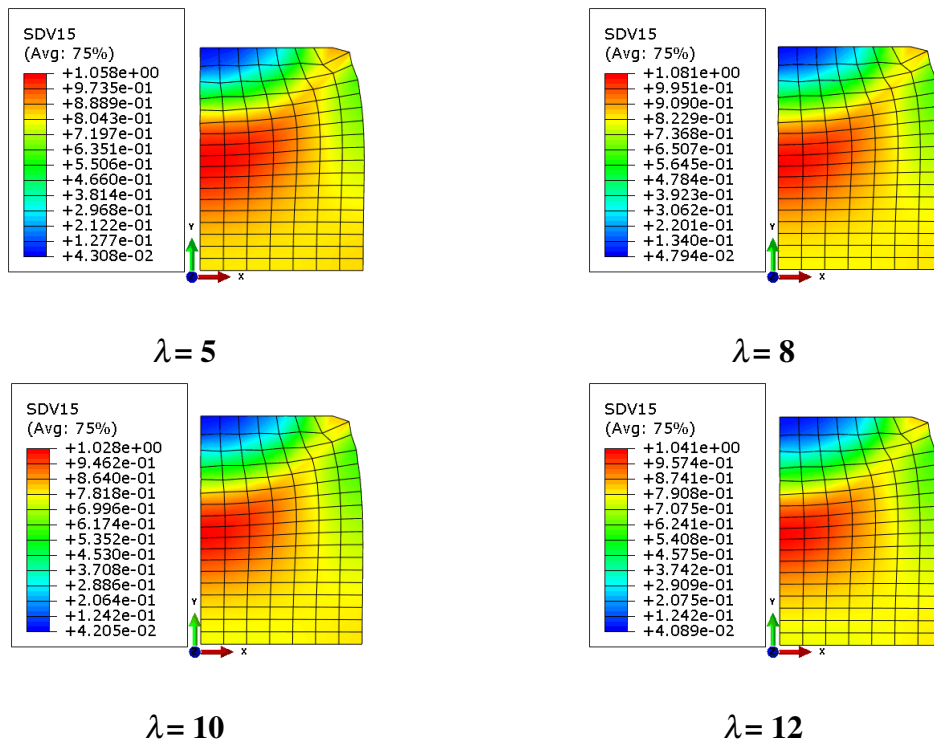 SDV15
(Avg: 75%)
+1.058e+00
+9.735e-01
+8.889e-01
+8.043e-01
+7.197e-01
+6.351e-01
+5.506e-01
+4.660e-01
+3.814e-01
+2.968e-01
+2.122e-01
+1.277e-01
+4.308e-02
Y
X
λ = 5
SDV15
(Avg: 75%)
+1.081e+00
+9.951e-01
+9.090e-01
+8.229e-01
+7.368e-01
+6.507e-01
+5.645e-01
+4.784e-01
+3.923e-01
+3.062e-01
+2.201e-01
+1.340e-01
+4.794e-02
Y
X
λ = 8
SDV15
(Avg: 75%)
+1.028e+00
+9.462e-01
+8.640e-01
+7.818e-01
+6.996e-01
+6.174e-01
+5.352e-01
+4.530e-01
+3.708e-01
+2.886e-01
+2.064e-01
+1.242e-01
+4.205e-02
Y
X
λ = 10
SDV15
(Avg: 75%)
+1.041e+00
+9.574e-01
+8.741e-01
+7.908e-01
+7.075e-01
+6.241e-01
+5.408e-01
+4.575e-01
+3.742e-01
+2.909e-01
+2.075e-01
+1.242e-01
+4.089e-02
Y
X
λ = 12